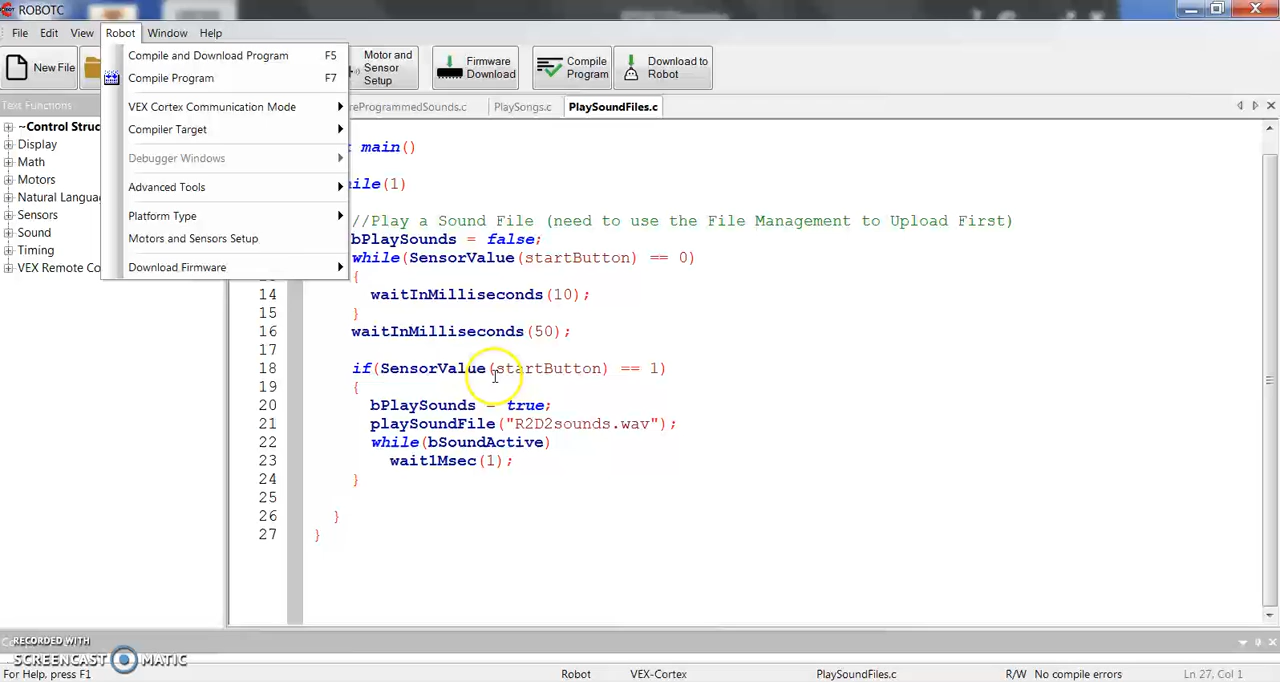 ROBOTC
File Edit View Robot Window Help
New File
Motor and Sensor Setup
Firmware Download
Compile Program
Download to Robot
Compile and Download Program F5
Compile Program F7
VEX Cortex Communication Mode
Compiler Target
Debugger Windows
Advanced Tools
Platform Type
Motors and Sensors Setup
Download Firmware
Text Functions
~Control Struc
Display
Math
Motors
Natural Langua
Sensors
Sound
Timing
VEX Remote Co
reProgrammedSounds.c PlaySongs.c PlaySoundFiles.c
main()
ile(1)
//Play a Sound File (need to use the File Management to Upload First)
bPlaySounds = false;
while(SensorValue(startButton) == 0)
{
14 waitInMilliseconds(10);
15 }
16 waitInMilliseconds(50);
17
18 if(SensorValue(startButton) == 1)
19 {
20 bPlaySounds = true;
21 playSoundFile("R2D2sounds.wav");
22 while(bSoundActive)
23 wait1Msec(1);
24 }
25
26 }
27 }
RECORDED WITH
SCREENCAST MATIC
For Help, press F1 Robot VEX-Cortex PlaySoundFiles.c R/W No compile errors Ln 27, Col 1